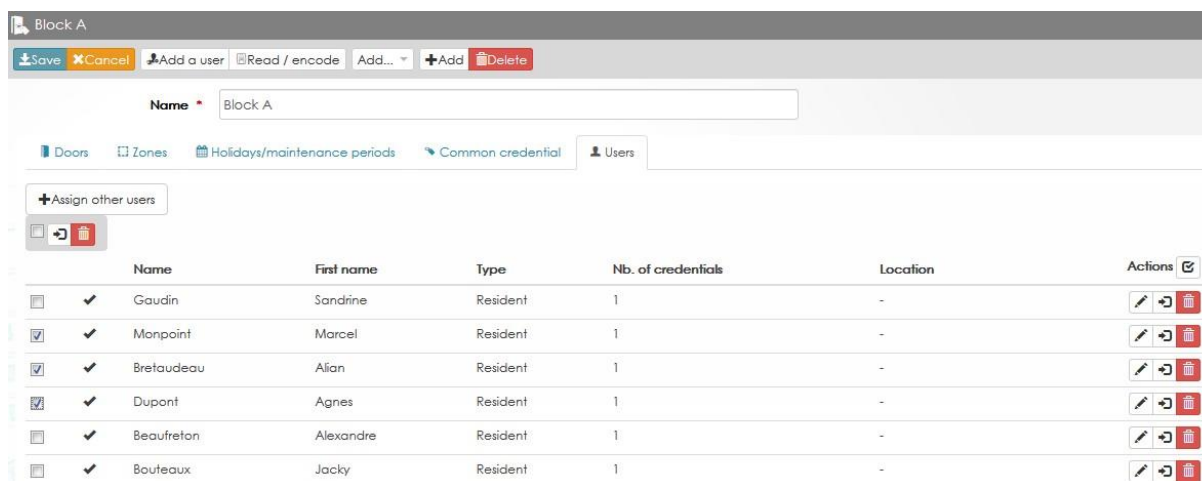 Block A
Save Cancel Add a user Read / encode Add... Add Delete
Name * Block A
Doors Zones Holidays/maintenance periods Common credential Users
Assign other users
Name First name Type Nb. of credentials Location Actions
Gaudin Sandrine Resident 1 -
Monpoint Marcel Resident 1 -
Bretaudeau Alian Resident 1 -
Dupont Agnes Resident 1 -
Beaufreton Alexandre Resident 1 -
Bouteaux Jacky Resident 1 -